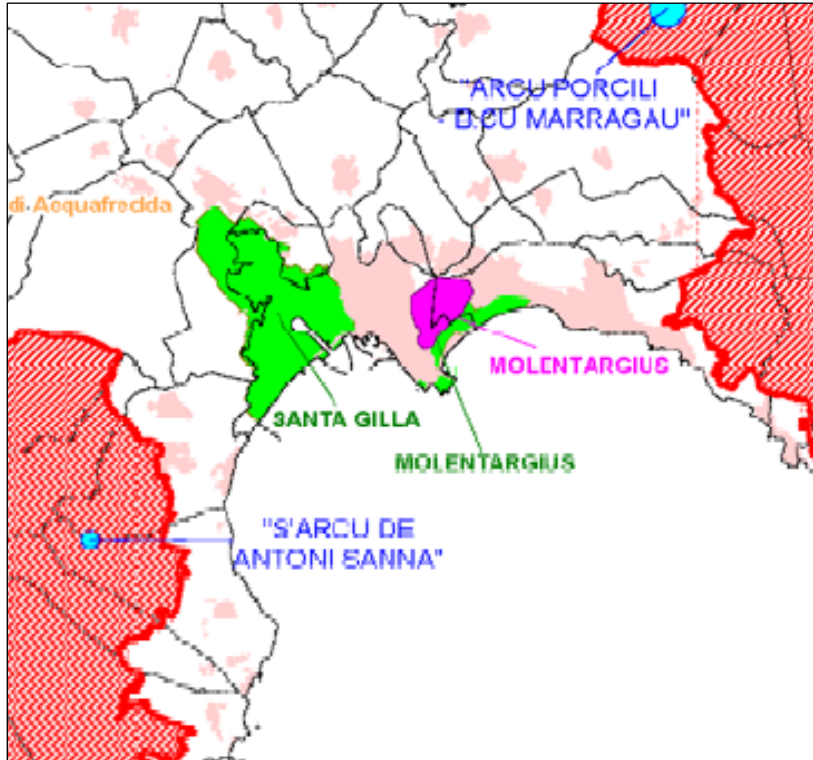 "ARCU PORCILI
- B.CU MARRAGAU"
di Acquafredda
MOLENTARGIUS
SANTA GILLA
MOLENTARGIUS
"S'ARCU DE
ANTONI SANNA"